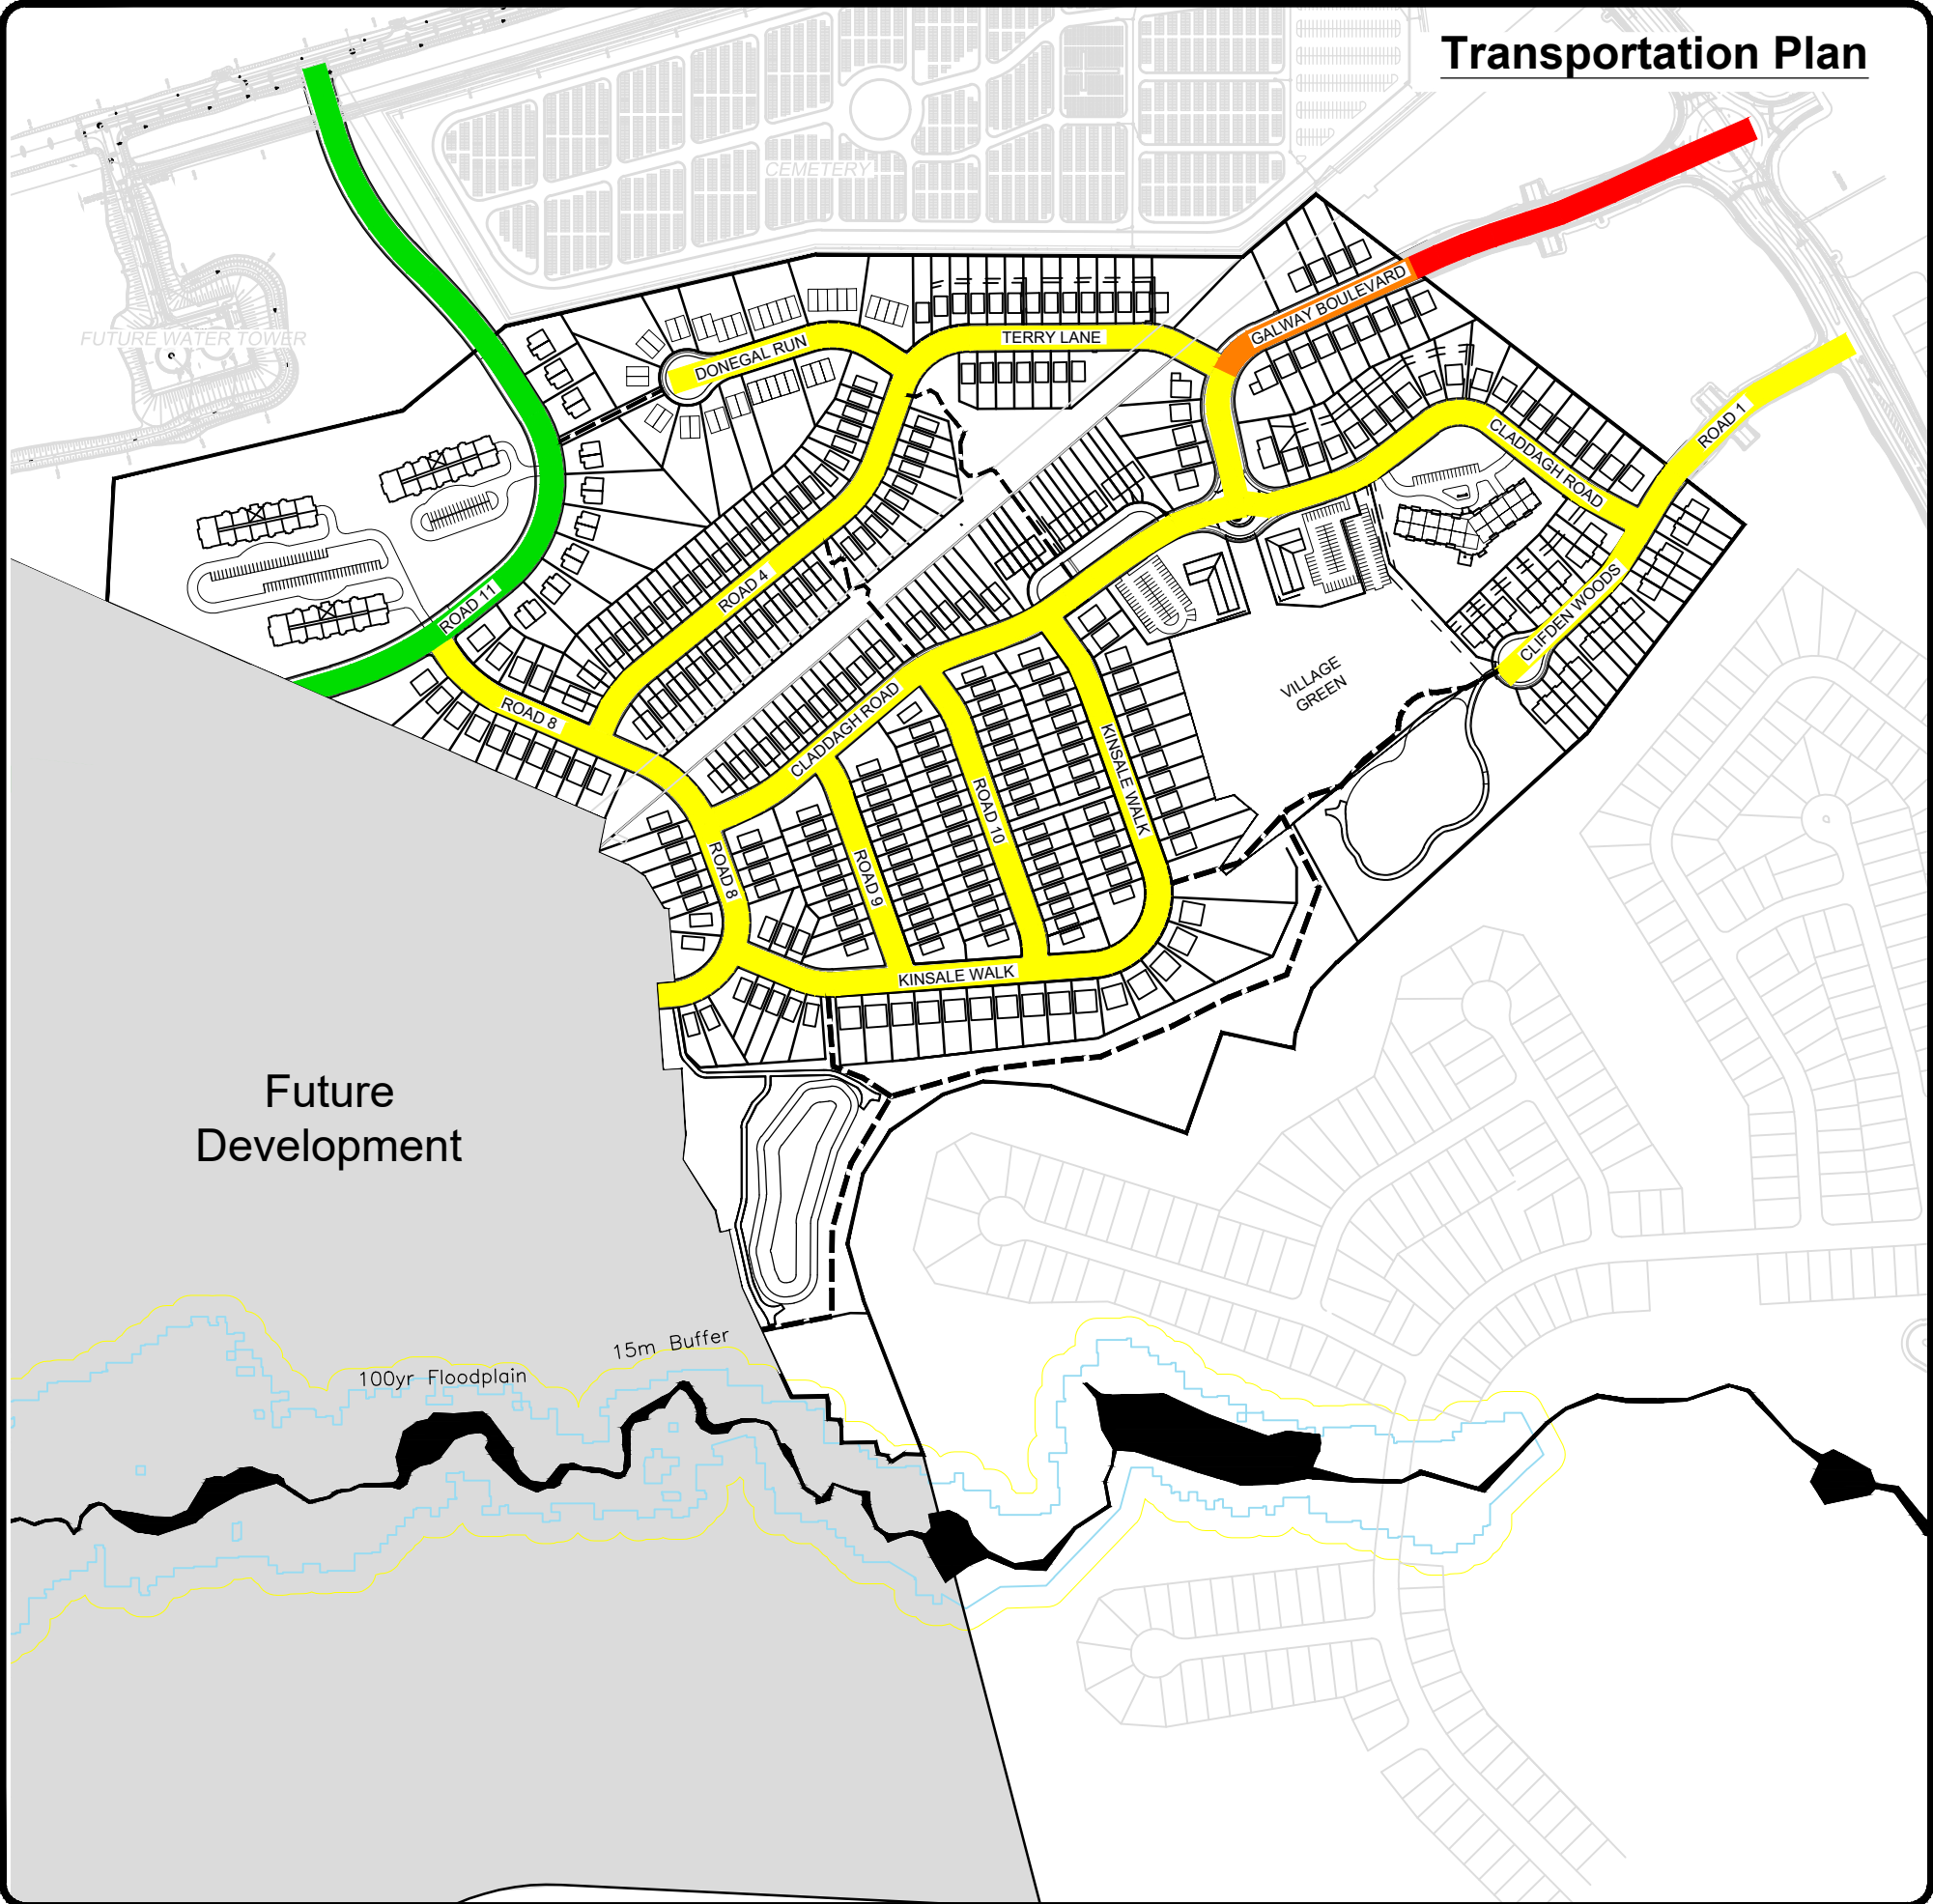 Transportation Plan
CEMETERY
GALWAY BOULEVARD
FUTURE WATER TOWER
TERRY LANE
DONEGAL RUN
ROAD 1
CLADDAGH ROAD
ROAD 4
ROAD 11
CLIFDEN WOODS
VILLAGE
GREEN
ROAD 8
CLADDAGH ROAD
KINSALE WALK
ROAD 10
ROAD 8
ROAD 9
KINSALE WALK
Future
Development
15m Buffer
100yr Floodplain